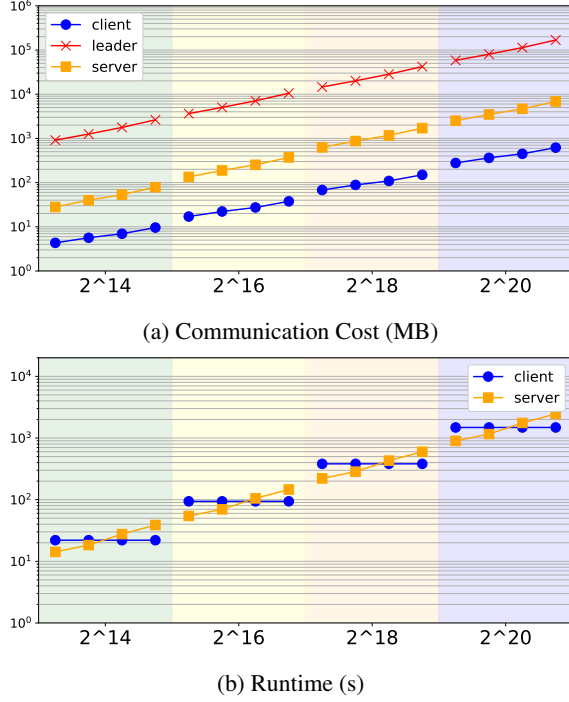 10^6
10^5
10^4
10^3
10^2
10^1
10^0
client
leader
server
2^14 2^16 2^18 2^20
(a) Communication Cost (MB)
10^4
10^3
10^2
10^1
10^0
client
server
2^14 2^16 2^18 2^20
(b) Runtime (s)